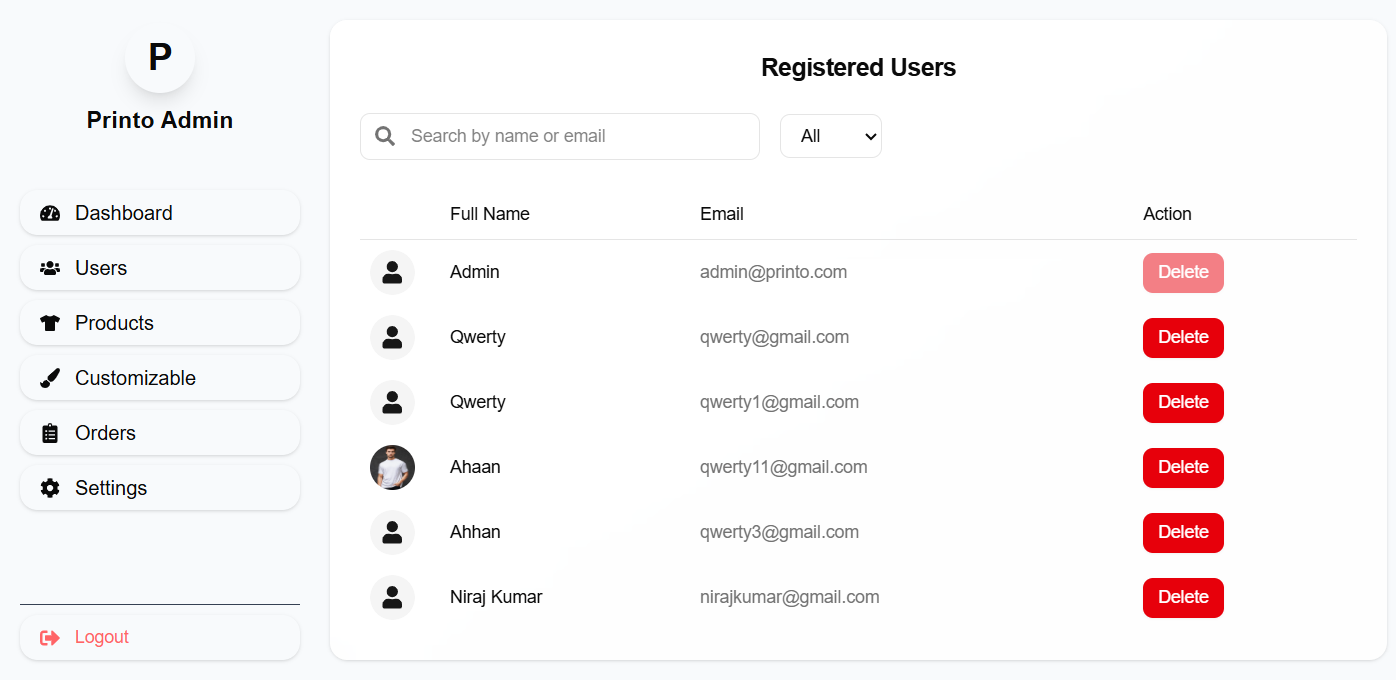 P
Printo Admin
Dashboard
Users
Products
Customizable
Orders
Settings
Logout
Registered Users
Search by name or email
All
Full Name Email Action
Admin admin@printo.com Delete
Qwerty qwerty@gmail.com Delete
Qwerty qwerty1@gmail.com Delete
Ahaan qwerty11@gmail.com Delete
Ahhan qwerty3@gmail.com Delete
Niraj Kumar nirajkumar@gmail.com Delete